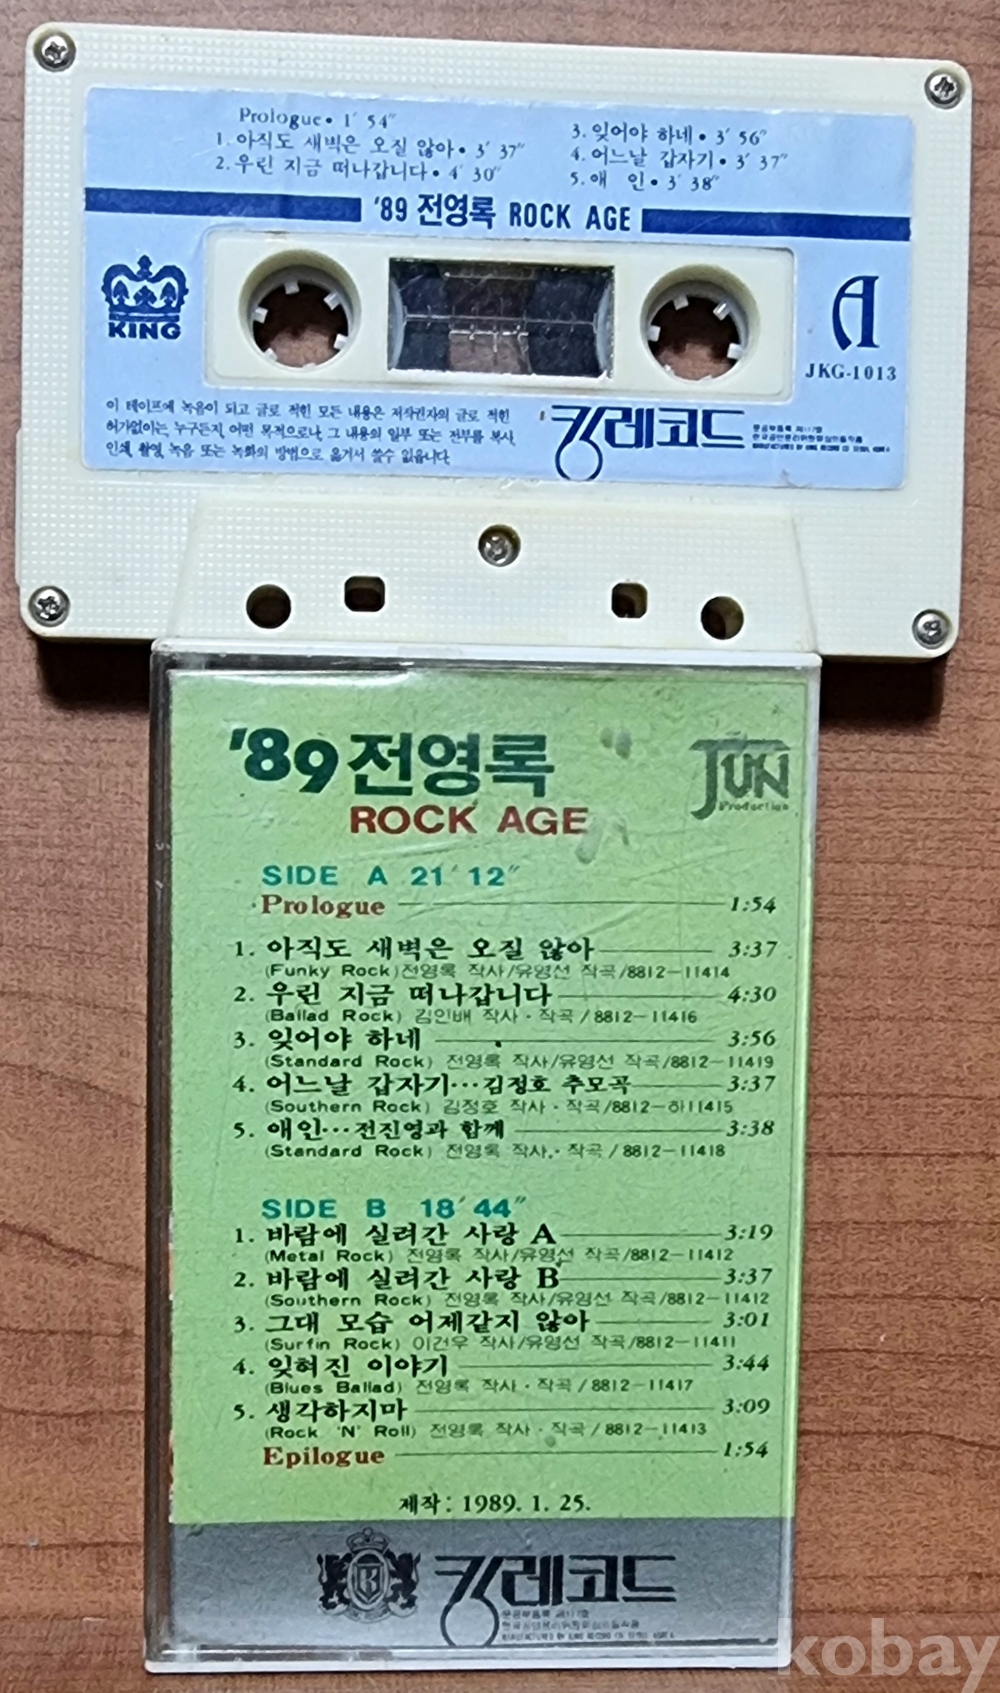 Prologue • 1′ 54″
1. 아직도 새벽은 오질 않아 • 3′ 37″
2. 우린 지금 떠나갑니다 • 4′ 30″
3. 잊어야 하네 • 3′ 56″
4. 어느날 갑자기 • 3′ 37″
5. 애 인 • 3′ 38″
'89 전영록 ROCK AGE
KING
A
JKG-1013
이 테이프에 녹음이 되고 글로 적힌 모든 내용은 저작권자의 글로 적힌
허가없이는 누구든지 어떤 목적으로나 그 내용의 일부 또는 전부를 복사,
인쇄, 촬영, 녹음 또는 녹화의 방법으로 옮겨서 쓸수 없읍니다.
킹레코드
'89 전영록
ROCK AGE
JUN
Production
SIDE A 21′ 12″
Prologue 1:54
1. 아직도 새벽은 오질 않아 3:37
(Funky Rock) 전영록 작사/유영선 작곡/8812-11414
2. 우린 지금 떠나갑니다 4:30
(Ballad Rock) 김인배 작사 · 작곡 / 8812-11416
3. 잊어야 하네 3:56
(Standard Rock) 전영록 작사/유영선 작곡/8812-11419
4. 어느날 갑자기…김정호 추모곡 3:37
(Southern Rock) 김정호 작사 · 작곡/8812-하11415
5. 애인…전진영과 함께 3:38
(Standard Rock) 전영록 작사 · 작곡 / 8812-11418
SIDE B 18′ 44″
1. 바람에 실려간 사랑 A 3:19
(Metal Rock) 전영록 작사/유영선 작곡/8812-11412
2. 바람에 실려간 사랑 B 3:37
(Southern Rock) 전영록 작사/유영선 작곡/8812-11412
3. 그대 모습 어제같지 않아 3:01
(Surfin Rock) 이건우 작사/유영선 작곡/8812-11411
4. 잊혀진 이야기 3:44
(Blues Ballad) 전영록 작사 · 작곡 / 8812-11417
5. 생각하지마 3:09
(Rock 'N' Roll) 전영록 작사 · 작곡 / 8812-11413
Epilogue 1:54
제작: 1989. 1. 25.
킹레코드
kobay